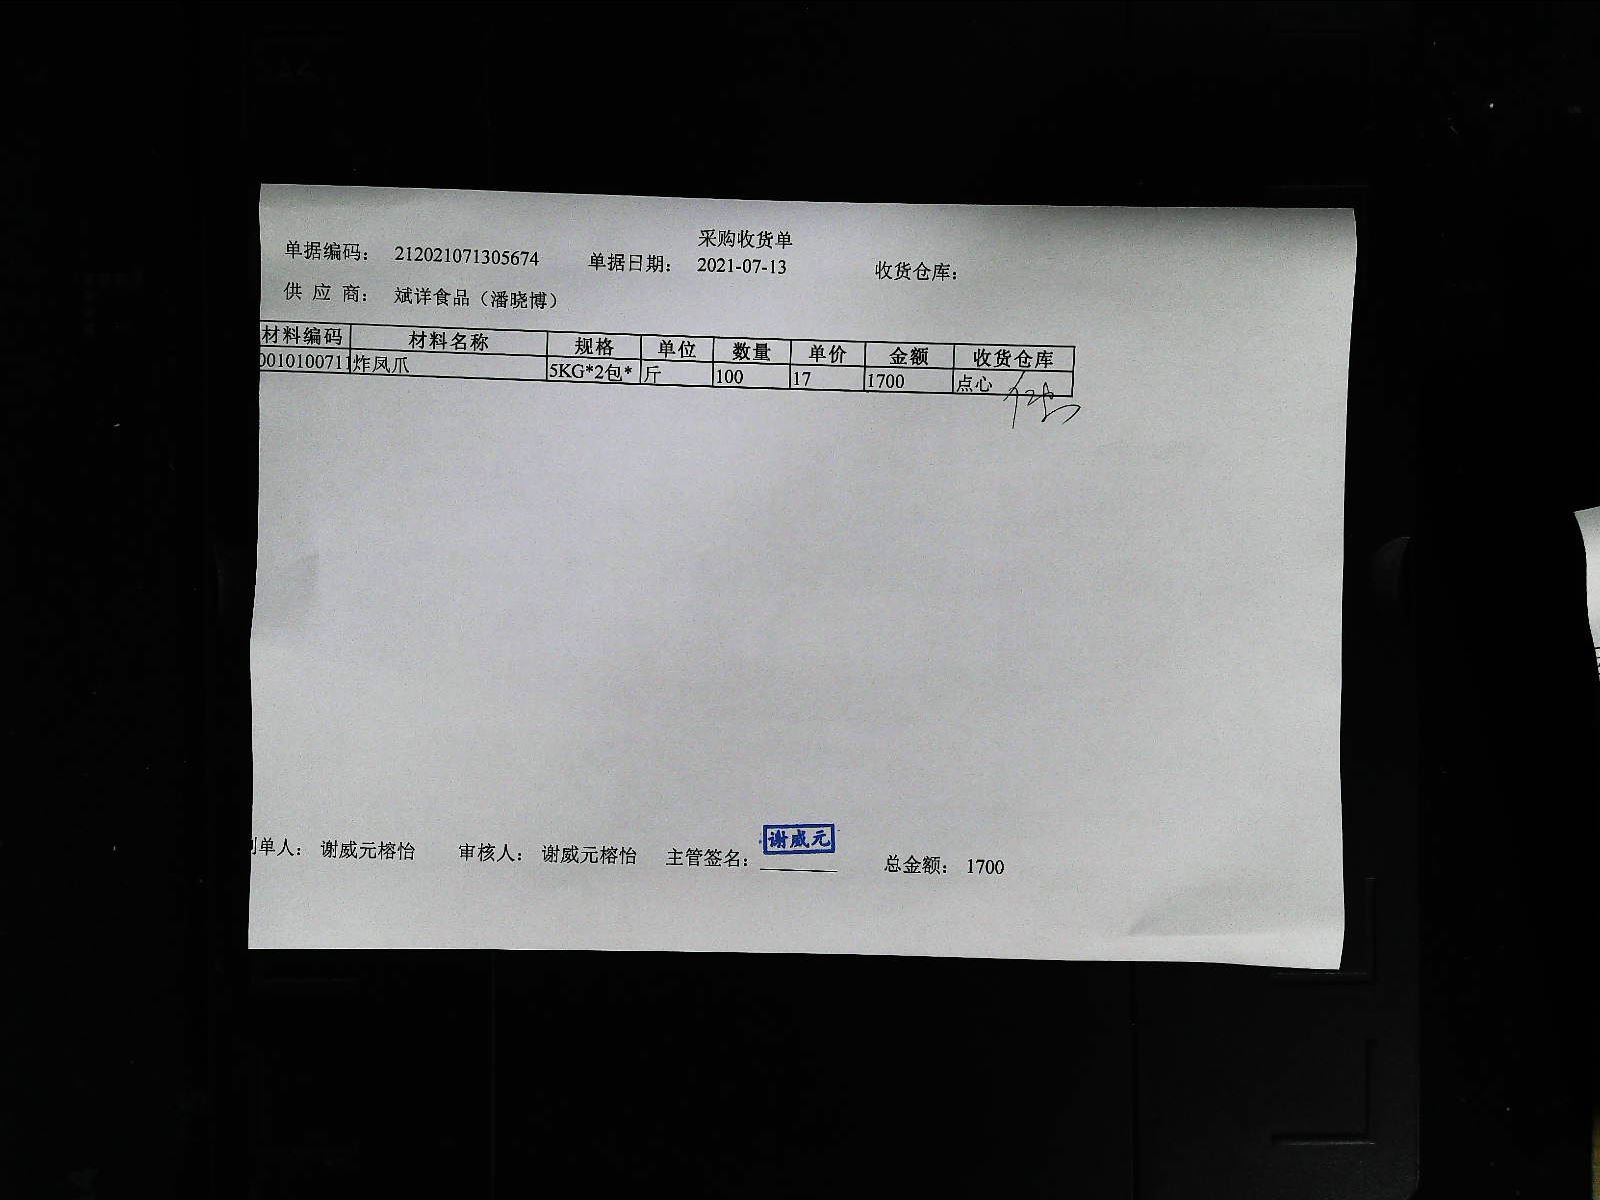 采购收货单
单据编码： 212021071305674 单据日期： 2021-07-13 收货仓库：
供 应 商： 斌详食品（潘晓博）
材料编码 材料名称 规格 单位 数量 单价 金额 收货仓库
0010100711 炸凤爪 5KG*2包* 斤 100 17 1700 点心
单人： 谢威元榕怡 审核人： 谢威元榕怡 主管签名： 谢威元 总金额： 1700